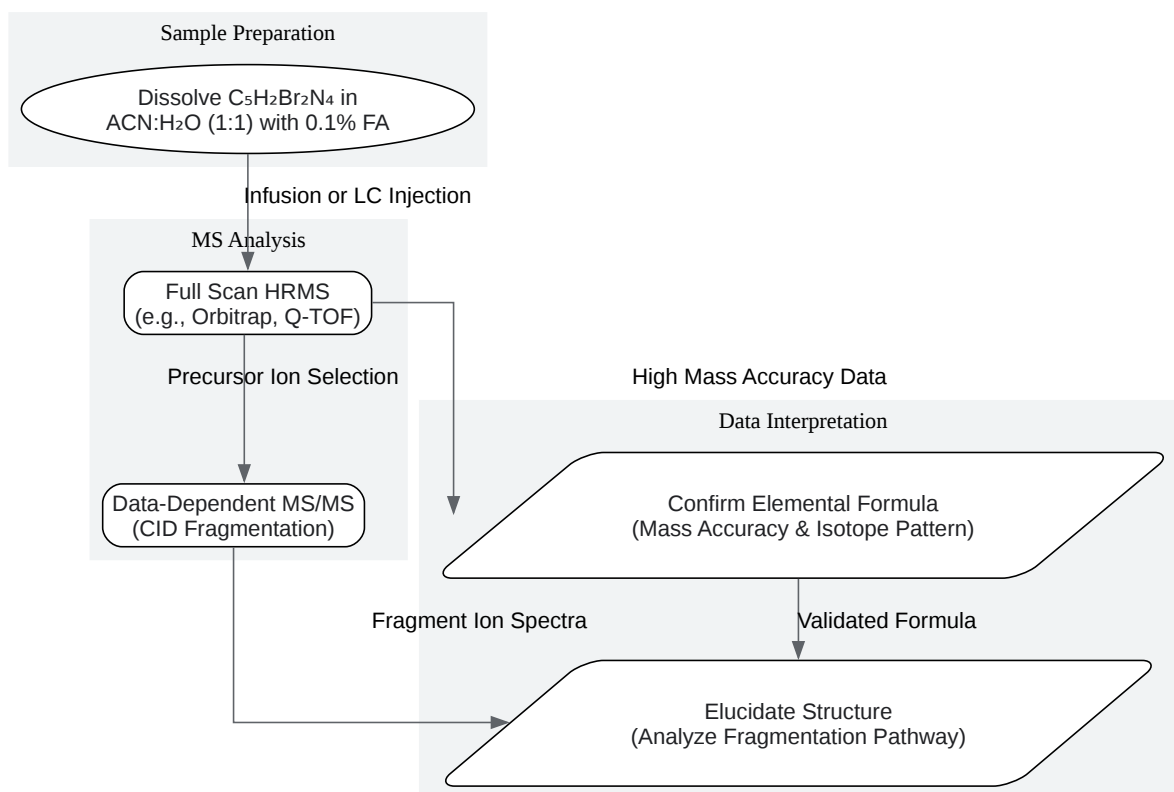 Sample Preparation
Dissolve C₅H₂Br₂N₄ in
ACN:H₂O (1:1) with 0.1% FA
Infusion or LC Injection
MS Analysis
Full Scan HRMS
(e.g., Orbitrap, Q-TOF)
Precursor Ion Selection
High Mass Accuracy Data
Data Interpretation
Confirm Elemental Formula
(Mass Accuracy & Isotope Pattern)
Data-Dependent MS/MS
(CID Fragmentation)
Fragment Ion Spectra
Validated Formula
Elucidate Structure
(Analyze Fragmentation Pathway)